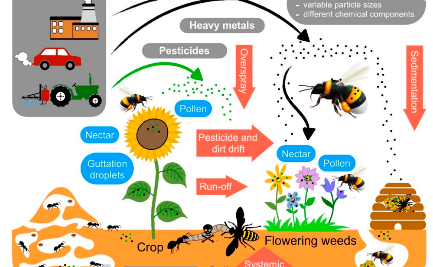 - variable particle sizes
- different chemical components
Heavy metals
Pesticides
Overspray
Sedimentation
Pollen
Nectar
Pesticide and
dirt drift
Nectar
Pollen
Guttation
droplets
Run-off
Crop
Flowering weeds
Systemic